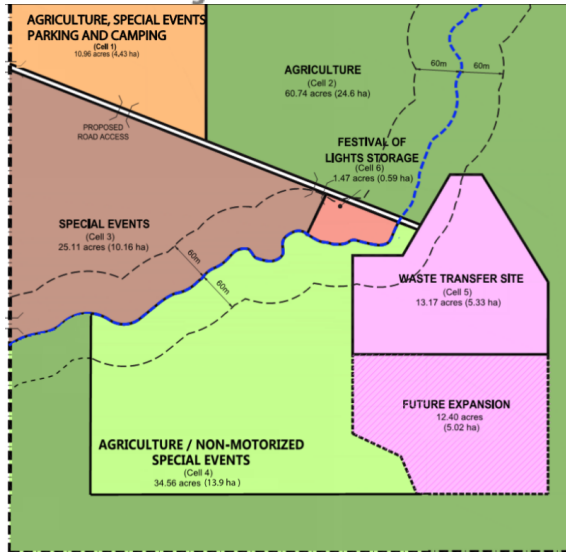 AGRICULTURE, SPECIAL EVENTS
PARKING AND CAMPING
(Cell 1)
10.96 acres (4.43 ha)
AGRICULTURE
(Cell 2)
60.74 acres (24.6 ha)
60m
60m
PROPOSED
ROAD ACCESS
FESTIVAL OF
LIGHTS STORAGE
(Cell 6)
1.47 acres (0.59 ha)
SPECIAL EVENTS
(Cell 3)
25.11 acres (10.16 ha)
60m
60m
WASTE TRANSFER SITE
(Cell 5)
13.17 acres (5.33 ha)
FUTURE EXPANSION
12.40 acres
(5.02 ha)
AGRICULTURE / NON-MOTORIZED
SPECIAL EVENTS
(Cell 4)
34.56 acres (13.9 ha )